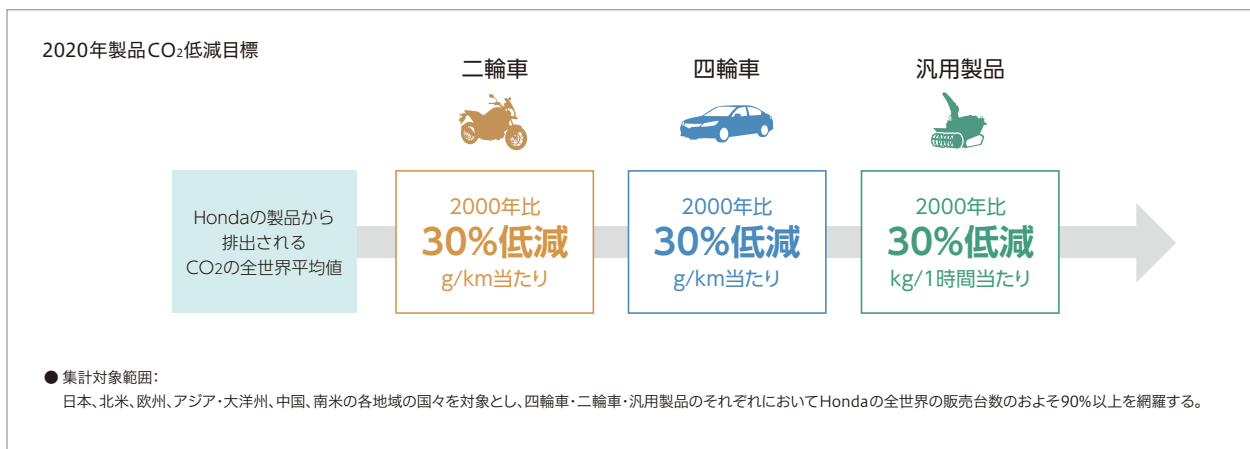 2020年製品CO₂低減目標
二輪車
四輪車
汎用製品
Hondaの製品から
排出される
CO₂の全世界平均値
2000年比
30%低減
g/km当たり
2000年比
30%低減
g/km当たり
2000年比
30%低減
kg/1時間当たり
● 集計対象範囲：
日本、北米、欧州、アジア・大洋州、中国、南米の各地域の国々を対象とし、四輪車・二輪車・汎用製品のそれぞれにおいてHondaの全世界の販売台数のおよそ90%以上を網羅する。